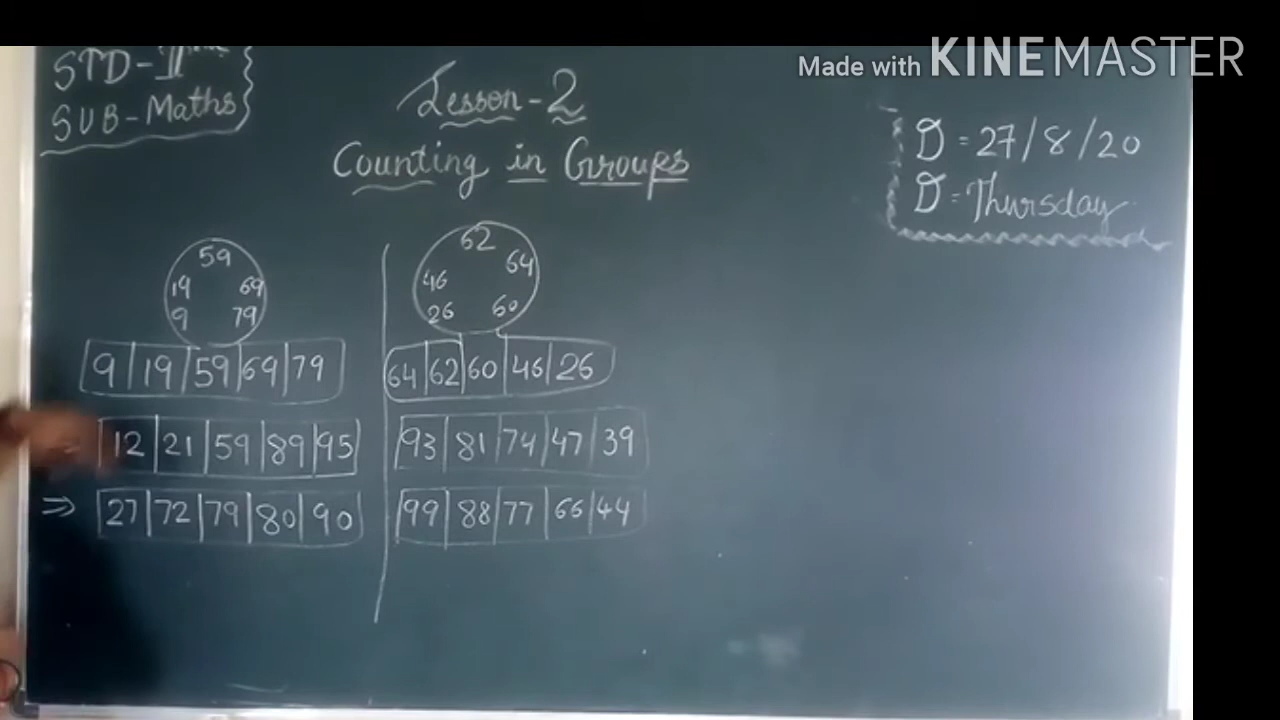 Made with KINEMASTER
STD-II
SUB-Maths
Lesson-2
Counting in Groups
D = 27/8/20
D = Thursday
59
19 69
9 79
62
46 64
26 60
9 19 59 69 79
64 62 60 46 26
12 21 59 89 95
93 81 74 47 39
⇒ 27 72 79 80 90
99 88 77 66 44